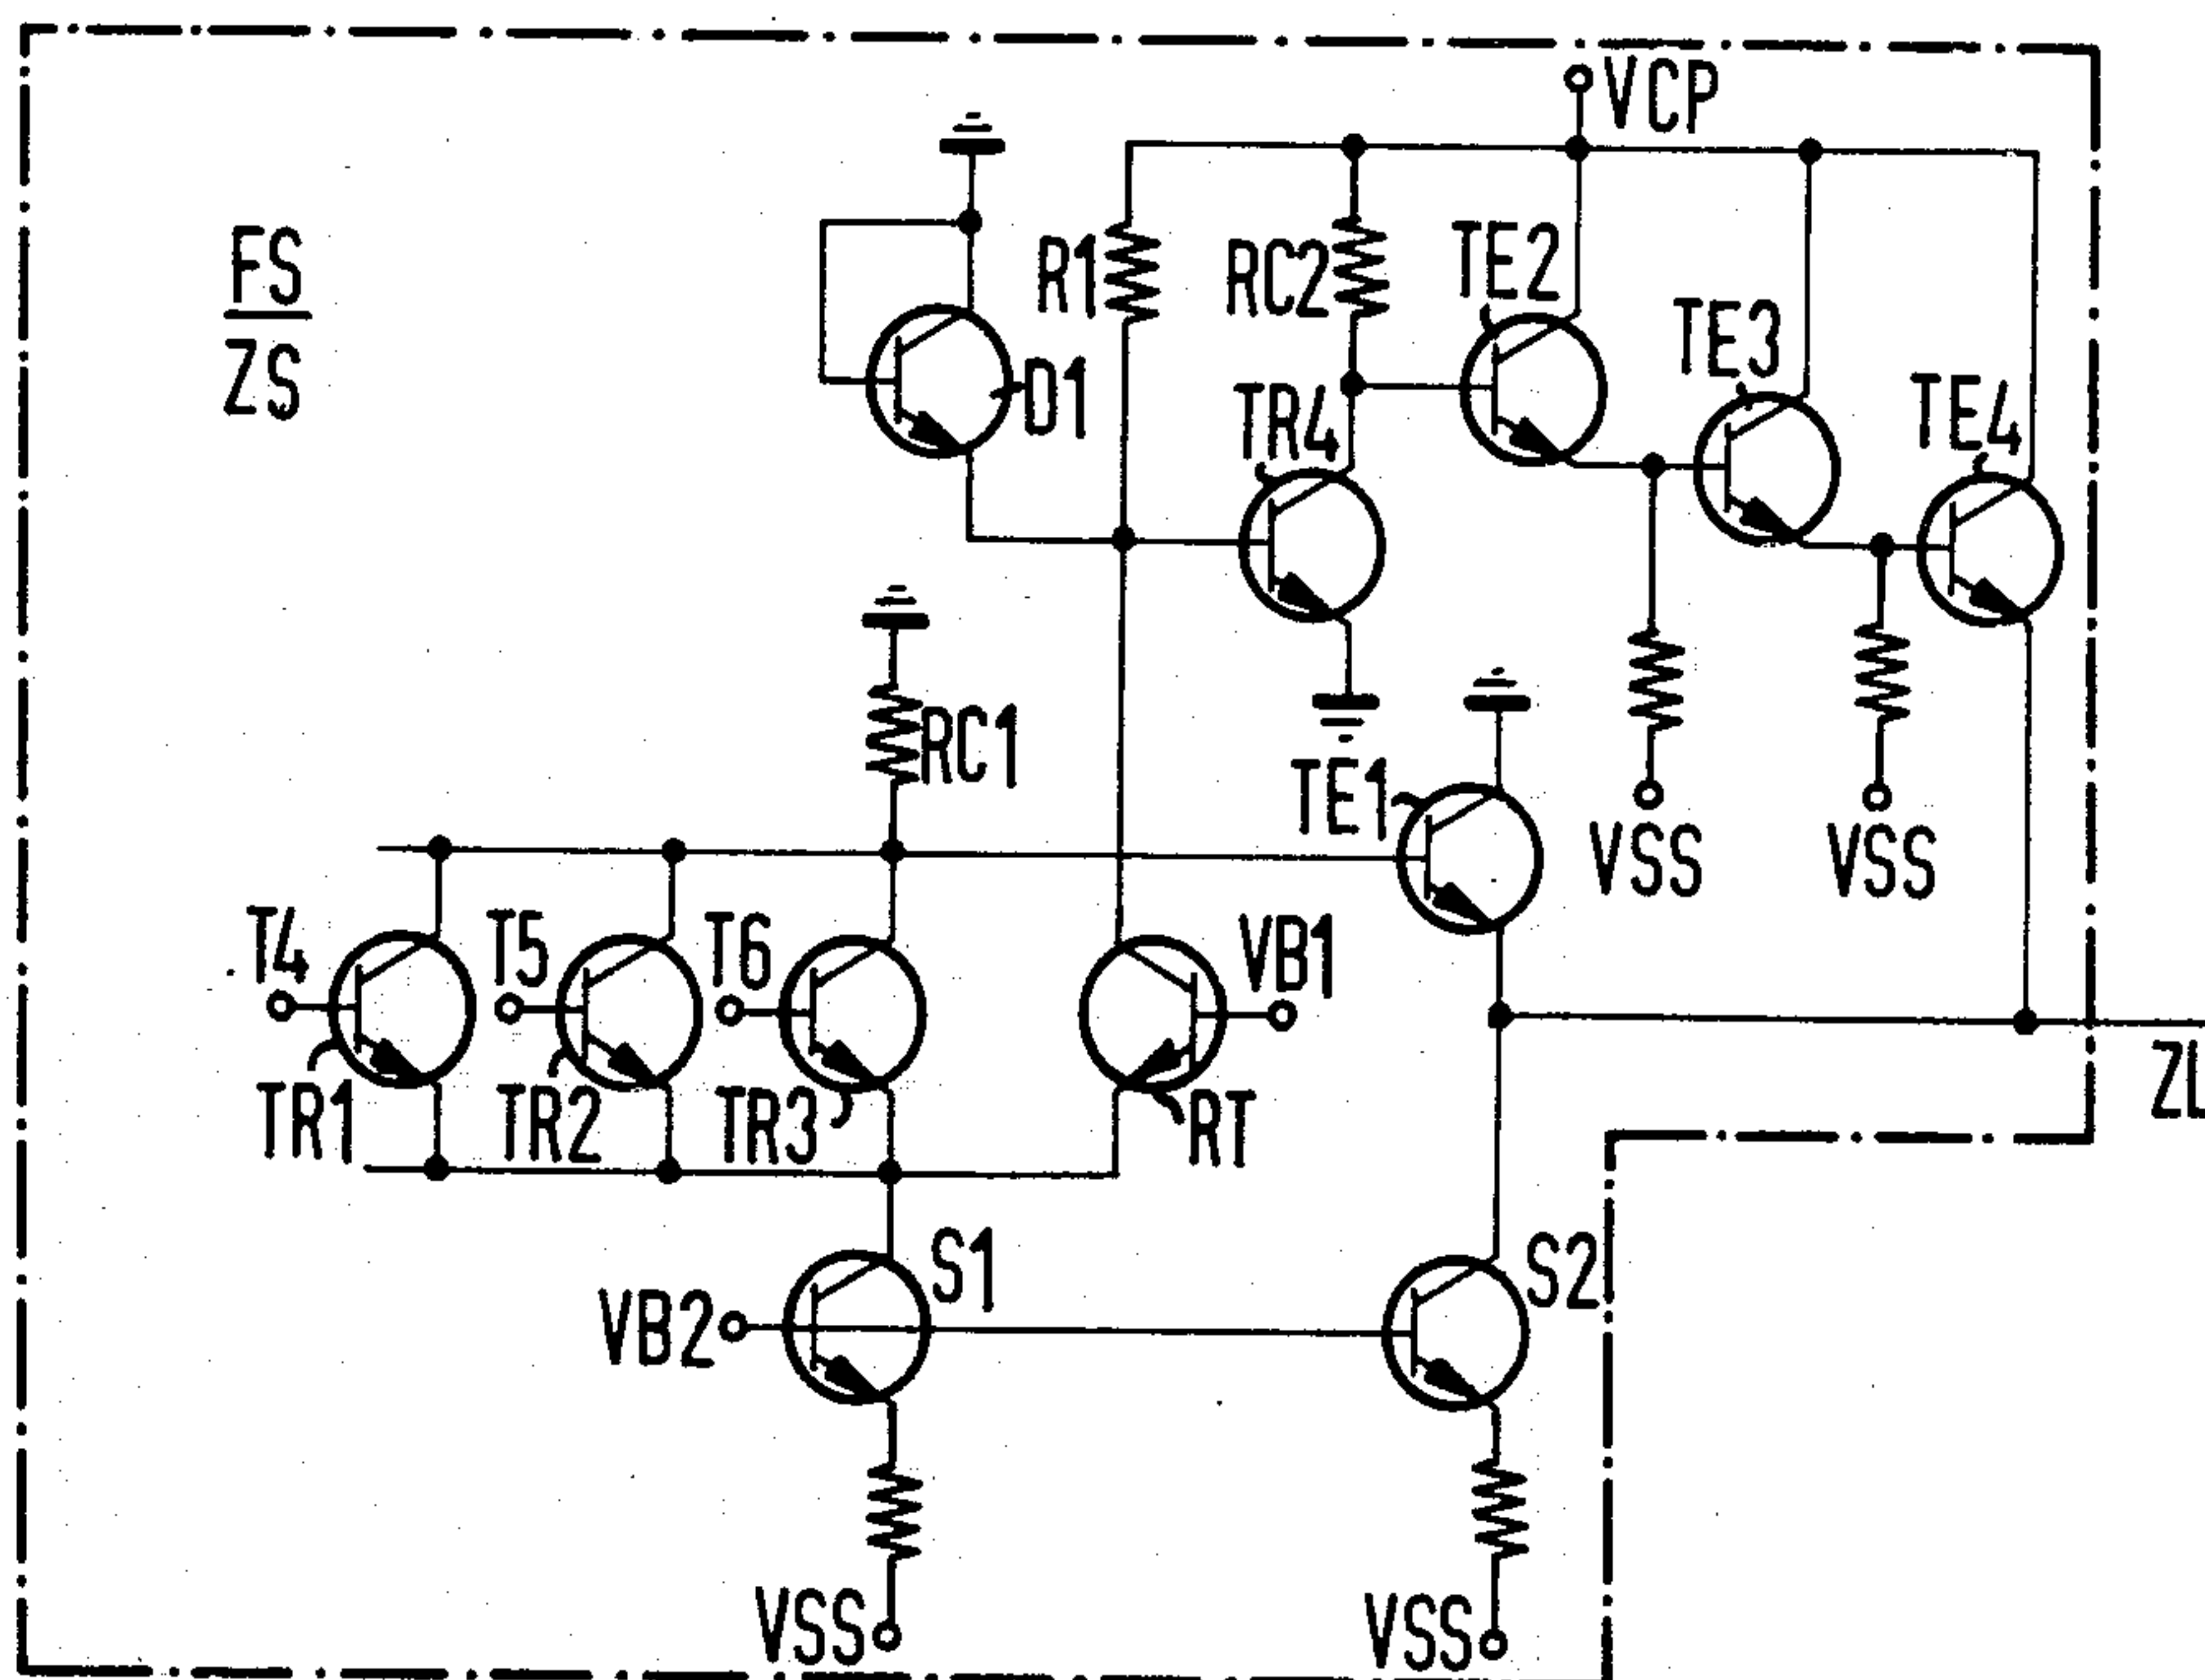 VCP
FS
ZS
R1
RC2
TE2
TE3
D1
TR4
TE4
RC1
TE1
VSS
VSS
T4
T5
T6
VB1
TR1
TR2
TR3
RT
ZL
S1
S2
VB2
VSS
VSS